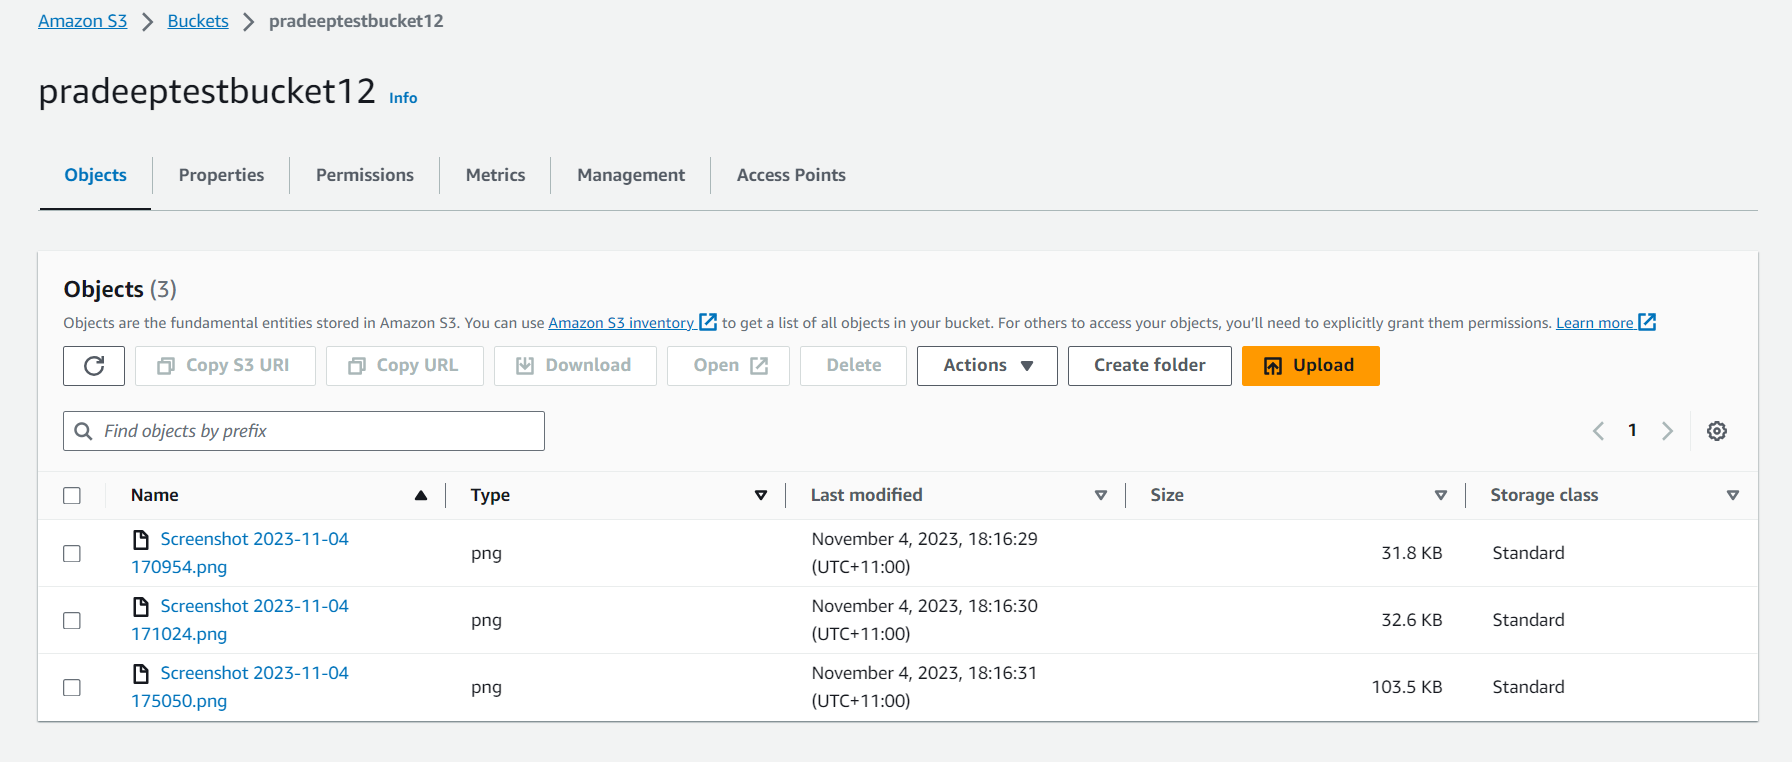 Amazon S3 > Buckets > pradeeptestbucket12
pradeeptestbucket12 Info
Objects Properties Permissions Metrics Management Access Points
Objects (3)
Objects are the fundamental entities stored in Amazon S3. You can use Amazon S3 inventory to get a list of all objects in your bucket. For others to access your objects, you'll need to explicitly grant them permissions. Learn more
Copy S3 URI Copy URL Download Open Delete Actions Create folder Upload
Find objects by prefix 1
Name Type Last modified Size Storage class
Screenshot 2023-11-04 November 4, 2023, 18:16:29
170954.png png (UTC+11:00) 31.8 KB Standard
Screenshot 2023-11-04 November 4, 2023, 18:16:30
171024.png png (UTC+11:00) 32.6 KB Standard
Screenshot 2023-11-04 November 4, 2023, 18:16:31
175050.png png (UTC+11:00) 103.5 KB Standard